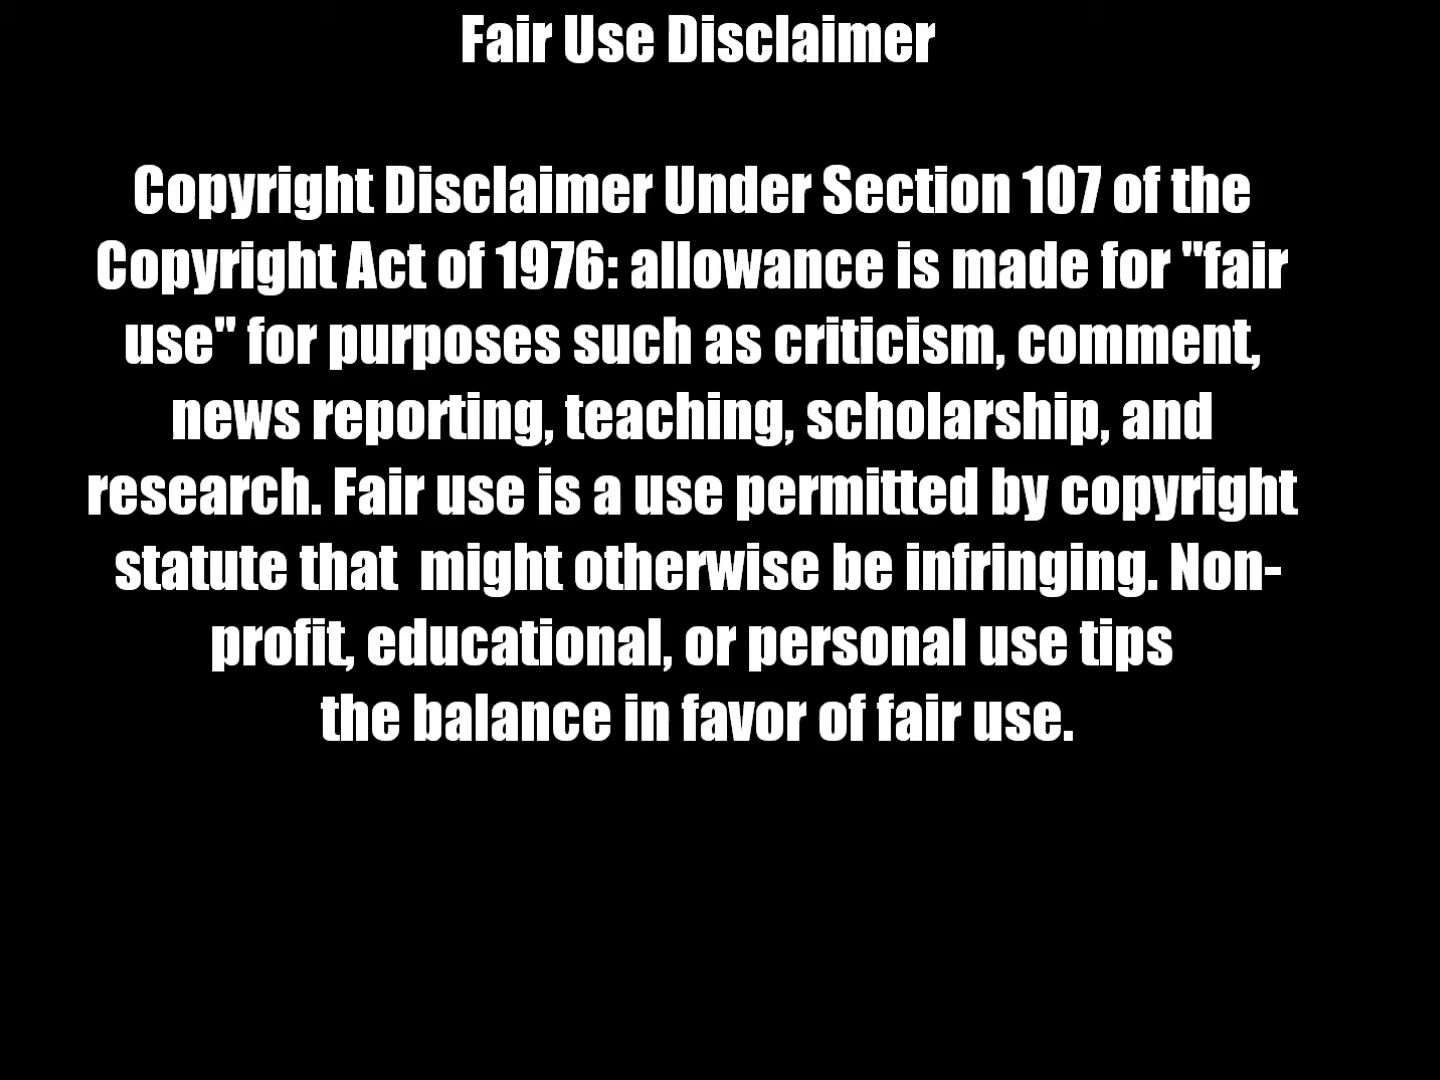 Fair Use Disclaimer
Copyright Disclaimer Under Section 107 of the
Copyright Act of 1976: allowance is made for "fair
use" for purposes such as criticism, comment,
news reporting, teaching, scholarship, and
research. Fair use is a use permitted by copyright
statute that  might otherwise be infringing. Non-
profit, educational, or personal use tips
the balance in favor of fair use.